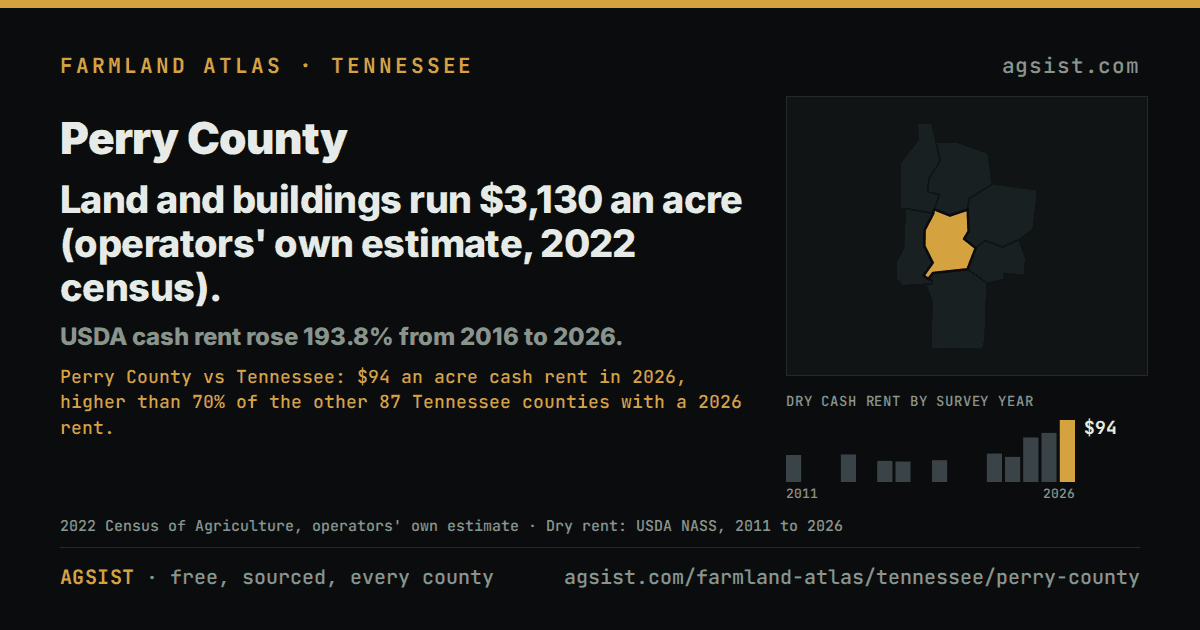 FARMLAND ATLAS · TENNESSEE
agsist.com
Perry County
Land and buildings run $3,130 an acre
(operators' own estimate, 2022
census).
USDA cash rent rose 193.8% from 2016 to 2026.
Perry County vs Tennessee: $94 an acre cash rent in 2026,
higher than 70% of the other 87 Tennessee counties with a 2026
rent.
DRY CASH RENT BY SURVEY YEAR
$94
2011
2026
2022 Census of Agriculture, operators' own estimate · Dry rent: USDA NASS, 2011 to 2026
AGSIST · free, sourced, every county
agsist.com/farmland-atlas/tennessee/perry-county